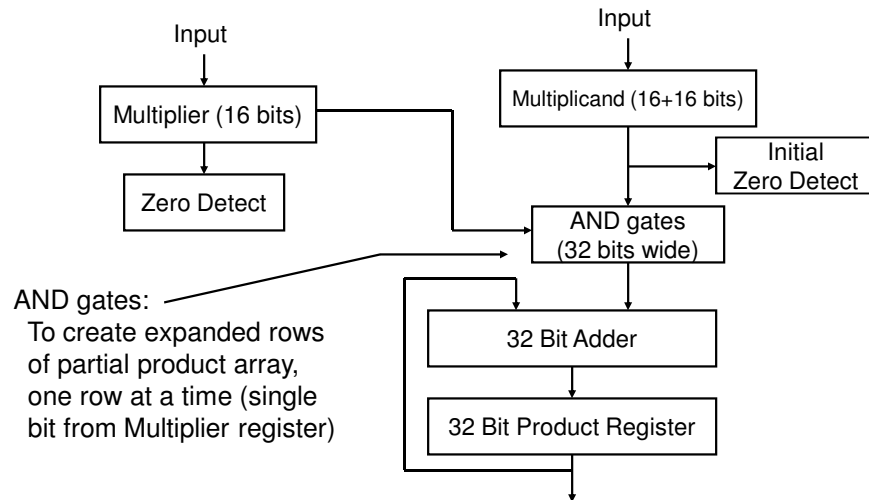 Input
Input
Multiplier (16 bits)
Multiplicand (16+16 bits)
Initial
Zero Detect
Zero Detect
AND gates
(32 bits wide)
AND gates:
To create expanded rows
of partial product array,
one row at a time (single
bit from Multiplier register)
32 Bit Adder
32 Bit Product Register